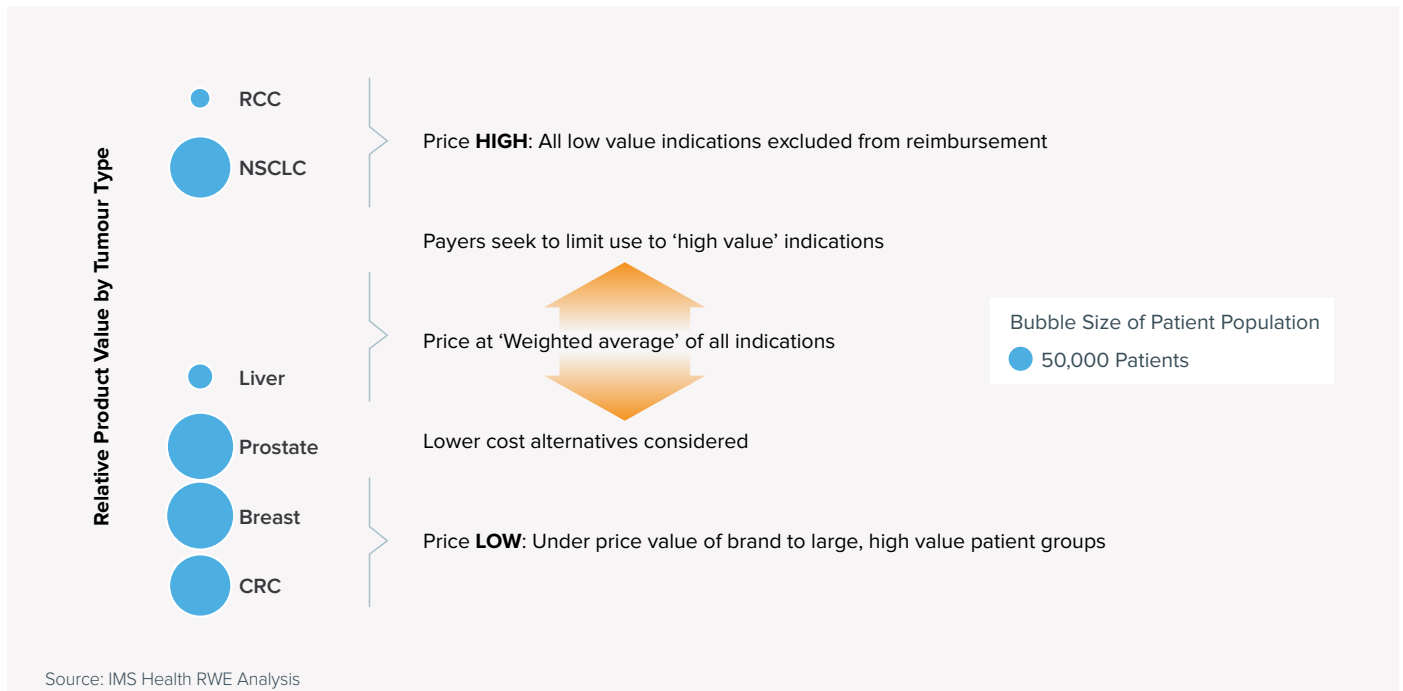 Relative Product Value by Tumour Type
RCC
NSCLC
Liver
Prostate
Breast
CRC
Price HIGH: All low value indications excluded from reimbursement
Payers seek to limit use to ‘high value’ indications
Price at ‘Weighted average’ of all indications
Lower cost alternatives considered
Price LOW: Under price value of brand to large, high value patient groups
Bubble Size of Patient Population
50,000 Patients
Source: IMS Health RWE Analysis